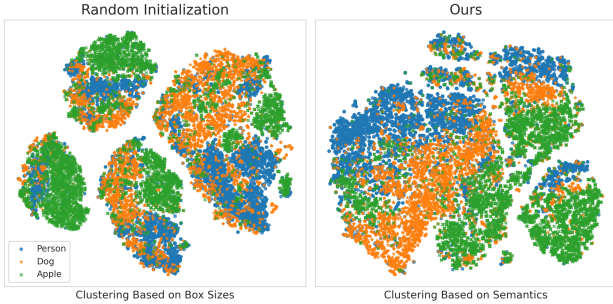 Random Initialization
Ours
Person
Dog
Apple
Clustering Based on Box Sizes
Clustering Based on Semantics